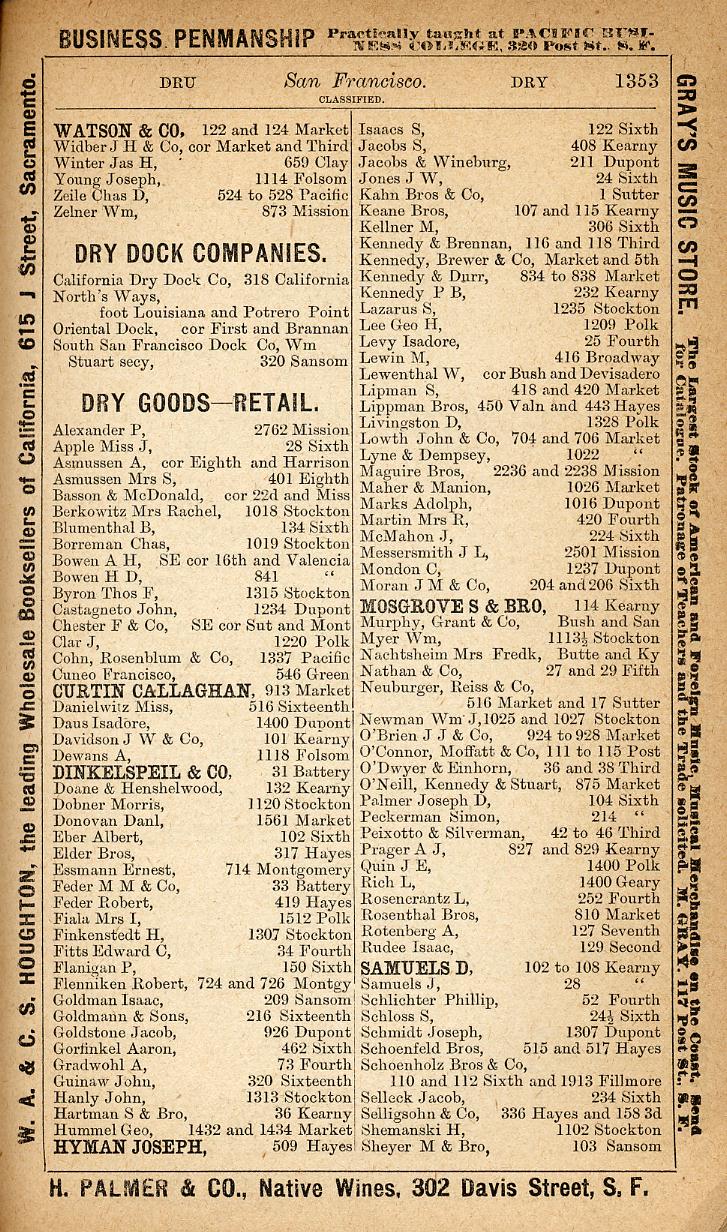 BUSINESS PENMANSHIP Practically taught at PACIFIC BUSI-
NESS COLLEGE, 320 Post St., S. F.
DRU San Francisco. DRY 1353
CLASSIFIED.
WATSON & CO, 122 and 124 Market
Widber J H & Co, cor Market and Third
Winter Jas H, 659 Clay
Young Joseph, 1114 Folsom
Zeile Chas D, 524 to 528 Pacific
Zelner Wm, 873 Mission
DRY DOCK COMPANIES.
California Dry Dock Co, 318 California
North's Ways,
foot Louisiana and Potrero Point
Oriental Dock, cor First and Brannan
South San Francisco Dock Co, Wm
Stuart secy, 320 Sansom
DRY GOODS—RETAIL.
Alexander P, 2762 Mission
Apple Miss J, 28 Sixth
Asmussen A, cor Eighth and Harrison
Asmussen Mrs S, 401 Eighth
Basson & McDonald, cor 22d and Miss
Berkowitz Mrs Rachel, 1018 Stockton
Blumenthal B, 134 Sixth
Borreman Chas, 1019 Stockton
Bowen A H, SE cor 16th and Valencia
Bowen H D, 841 "
Byron Thos F, 1315 Stockton
Castagneto John, 1234 Dupont
Chester F & Co, SE cor Sut and Mont
Clar J, 1220 Polk
Cohn, Rosenblum & Co, 1337 Pacific
Cuneo Francisco, 546 Green
CURTIN CALLAGHAN, 913 Market
Danielwitz Miss, 516 Sixteenth
Daus Isadore, 1400 Dupont
Davidson J W & Co, 101 Kearny
Dewans A, 1118 Folsom
DINKELSPEIL & CO, 31 Battery
Doane & Henshelwood, 132 Kearny
Dobner Morris, 1120 Stockton
Donovan Danl, 1561 Market
Eber Albert, 102 Sixth
Elder Bros, 317 Hayes
Essmann Ernest, 714 Montgomery
Feder M M & Co, 33 Battery
Feder Robert, 419 Hayes
Fiala Mrs I, 1512 Polk
Finkenstedt H, 1307 Stockton
Fitts Edward C, 34 Fourth
Flanigan P, 150 Sixth
Flenniken Robert, 724 and 726 Montgy
Goldman Isaac, 209 Sansom
Goldmann & Sons, 216 Sixteenth
Goldstone Jacob, 926 Dupont
Gorfinkel Aaron, 462 Sixth
Gradwohl A, 73 Fourth
Guinaw John, 320 Sixteenth
Hanly John, 1313 Stockton
Hartman S & Bro, 36 Kearny
Hummel Geo, 1432 and 1434 Market
HYMAN JOSEPH, 509 Hayes
Isaacs S, 122 Sixth
Jacobs S, 408 Kearny
Jacobs & Wineburg, 211 Dupont
Jones J W, 24 Sixth
Kahn Bros & Co, 1 Sutter
Keane Bros, 107 and 115 Kearny
Kellner M, 306 Sixth
Kennedy & Brennan, 116 and 118 Third
Kennedy, Brewer & Co, Market and 5th
Kennedy & Durr, 834 to 838 Market
Kennedy P B, 232 Kearny
Lazarus S, 1235 Stockton
Lee Geo H, 1209 Polk
Levy Isadore, 25 Fourth
Lewin M, 416 Broadway
Lewenthal W, cor Bush and Devisadero
Lipman S, 418 and 420 Market
Lippman Bros, 450 Valn and 443 Hayes
Livingston D, 1328 Polk
Lowth John & Co, 704 and 706 Market
Lyne & Dempsey, 1022 "
Maguire Bros, 2236 and 2238 Mission
Maher & Manion, 1026 Market
Marks Adolph, 1016 Dupont
Martin Mrs R, 420 Fourth
McMahon J, 224 Sixth
Messersmith J L, 2501 Mission
Mondon C, 1237 Dupont
Moran J M & Co, 204 and 206 Sixth
MOSGROVE S & BRO, 114 Kearny
Murphy, Grant & Co, Bush and San
Myer Wm, 1113½ Stockton
Nachtsheim Mrs Fredk, Butte and Ky
Nathan & Co, 27 and 29 Fifth
Neuburger, Reiss & Co,
516 Market and 17 Sutter
Newman Wm J, 1025 and 1027 Stockton
O'Brien J J & Co, 924 to 928 Market
O'Connor, Moffatt & Co, 111 to 115 Post
O'Dwyer & Einhorn, 36 and 38 Third
O'Neill, Kennedy & Stuart, 875 Market
Palmer Joseph D, 104 Sixth
Peckerman Simon, 214 "
Peixotto & Silverman, 42 to 46 Third
Prager A J, 827 and 829 Kearny
Quin J E, 1400 Polk
Rich L, 1400 Geary
Rosencrantz L, 252 Fourth
Rosenthal Bros, 810 Market
Rotenberg A, 127 Seventh
Rudee Isaac, 129 Second
SAMUELS D, 102 to 108 Kearny
Samuels J, 28 "
Schlichter Phillip, 52 Fourth
Schloss S, 24½ Sixth
Schmidt Joseph, 1307 Dupont
Schoenfeld Bros, 515 and 517 Hayes
Schoenholz Bros & Co,
110 and 112 Sixth and 1913 Fillmore
Selleck Jacob, 234 Sixth
Selligsohn & Co, 336 Hayes and 158 3d
Shemanski H, 1102 Stockton
Sheyer M & Bro, 103 Sansom
W. A. & C. S. HOUGHTON, the leading Wholesale Booksellers of California, 615 J Street, Sacramento.
GRAY'S MUSIC STORE. The Largest Stock of American and Foreign Music, Musical Merchandise on the Coast. Send
for Catalogue. Patronage of Teachers and the Trade solicited. M. GRAY, 117 Post St., S. F.
H. PALMER & CO., Native Wines, 302 Davis Street, S. F.